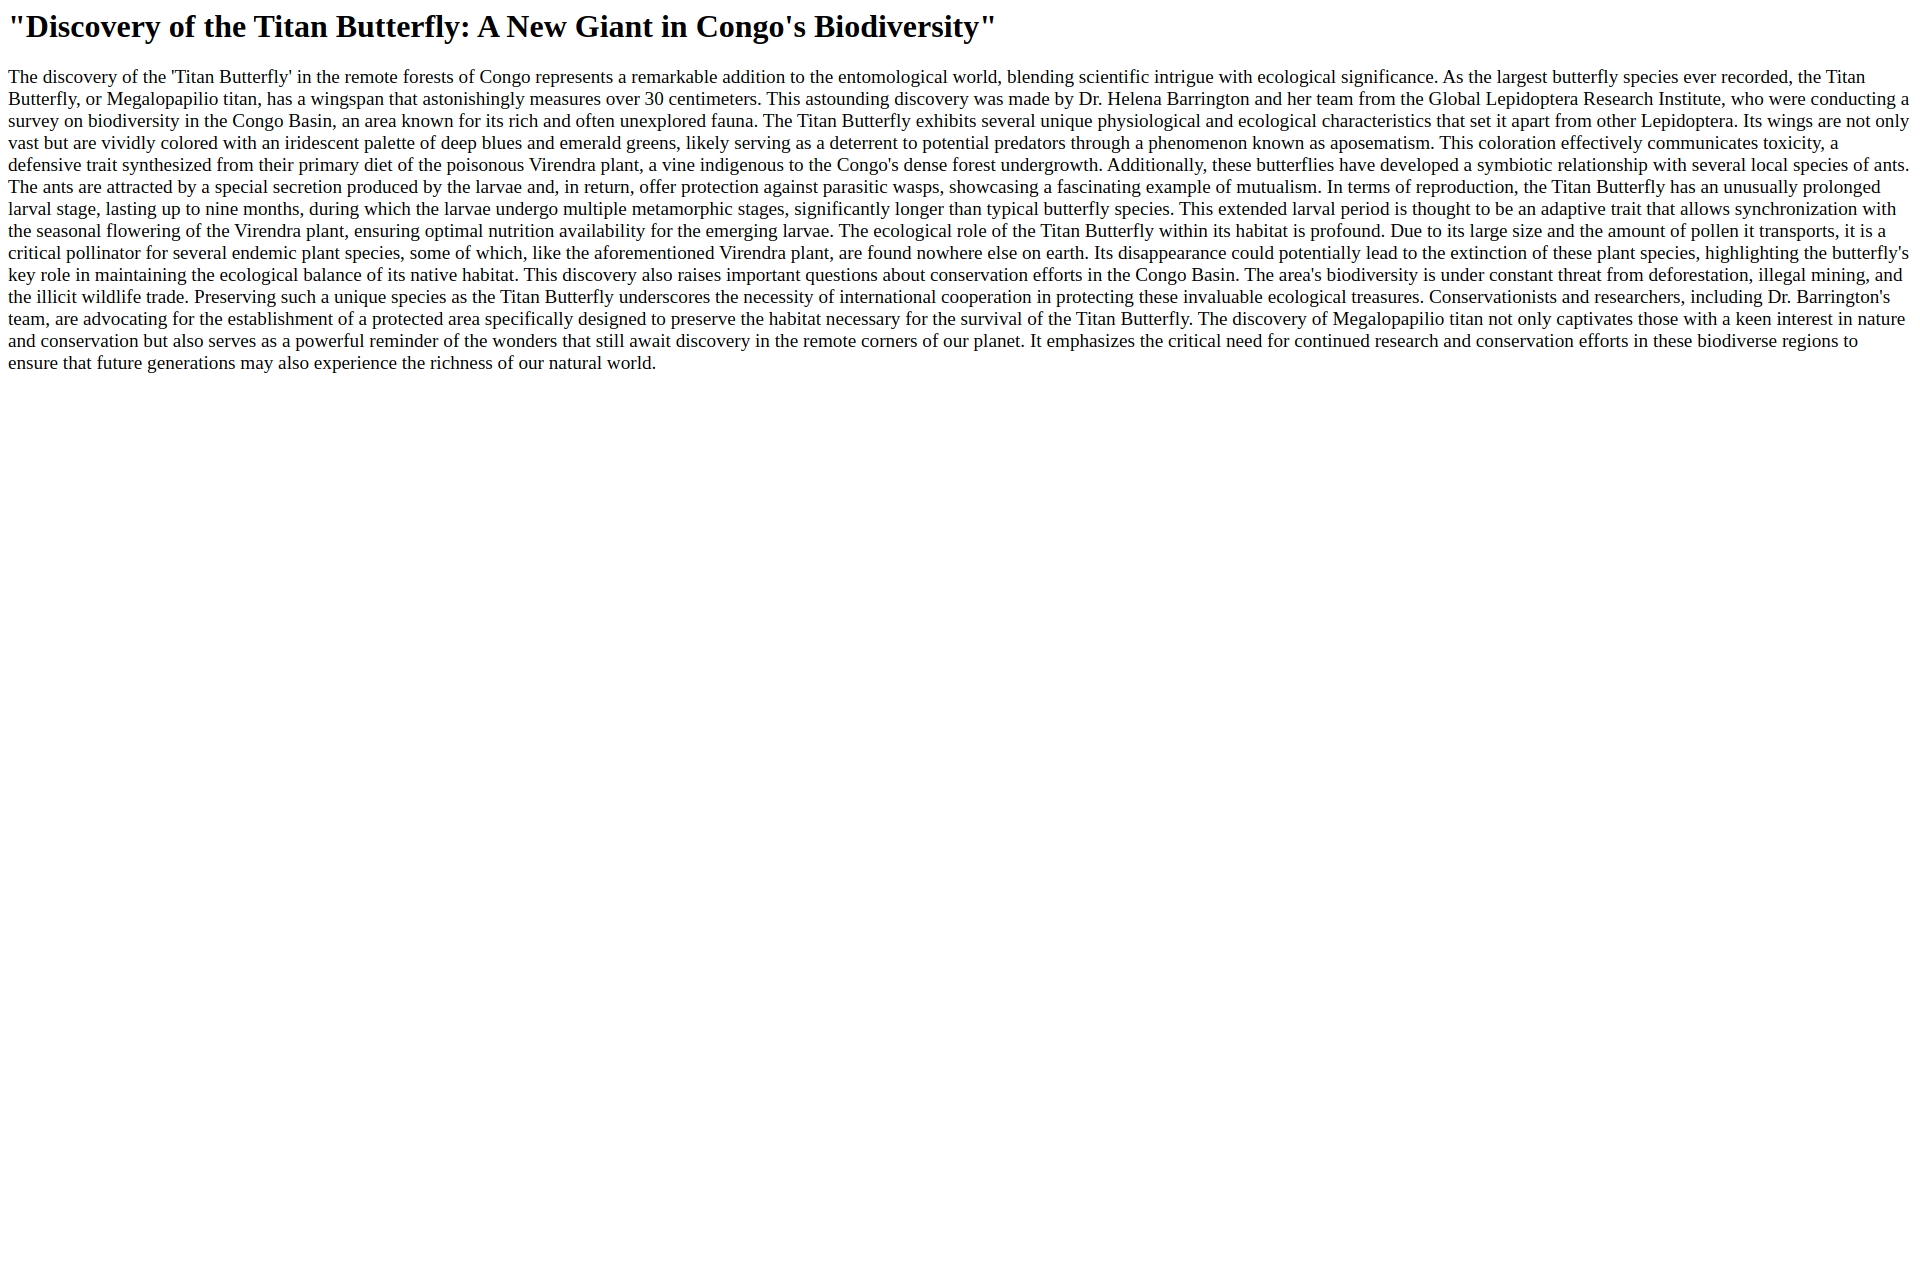 "Discovery of the Titan Butterfly: A New Giant in Congo's Biodiversity"
The discovery of the 'Titan Butterfly' in the remote forests of Congo represents a remarkable addition to the entomological world, blending scientific intrigue with ecological significance. As the largest butterfly species ever recorded, the Titan
Butterfly, or Megalopapilio titan, has a wingspan that astonishingly measures over 30 centimeters. This astounding discovery was made by Dr. Helena Barrington and her team from the Global Lepidoptera Research Institute, who were conducting a
survey on biodiversity in the Congo Basin, an area known for its rich and often unexplored fauna. The Titan Butterfly exhibits several unique physiological and ecological characteristics that set it apart from other Lepidoptera. Its wings are not only
vast but are vividly colored with an iridescent palette of deep blues and emerald greens, likely serving as a deterrent to potential predators through a phenomenon known as aposematism. This coloration effectively communicates toxicity, a
defensive trait synthesized from their primary diet of the poisonous Virendra plant, a vine indigenous to the Congo's dense forest undergrowth. Additionally, these butterflies have developed a symbiotic relationship with several local species of ants.
The ants are attracted by a special secretion produced by the larvae and, in return, offer protection against parasitic wasps, showcasing a fascinating example of mutualism. In terms of reproduction, the Titan Butterfly has an unusually prolonged
larval stage, lasting up to nine months, during which the larvae undergo multiple metamorphic stages, significantly longer than typical butterfly species. This extended larval period is thought to be an adaptive trait that allows synchronization with
the seasonal flowering of the Virendra plant, ensuring optimal nutrition availability for the emerging larvae. The ecological role of the Titan Butterfly within its habitat is profound. Due to its large size and the amount of pollen it transports, it is a
critical pollinator for several endemic plant species, some of which, like the aforementioned Virendra plant, are found nowhere else on earth. Its disappearance could potentially lead to the extinction of these plant species, highlighting the butterfly's
key role in maintaining the ecological balance of its native habitat. This discovery also raises important questions about conservation efforts in the Congo Basin. The area's biodiversity is under constant threat from deforestation, illegal mining, and
the illicit wildlife trade. Preserving such a unique species as the Titan Butterfly underscores the necessity of international cooperation in protecting these invaluable ecological treasures. Conservationists and researchers, including Dr. Barrington's
team, are advocating for the establishment of a protected area specifically designed to preserve the habitat necessary for the survival of the Titan Butterfly. The discovery of Megalopapilio titan not only captivates those with a keen interest in nature
and conservation but also serves as a powerful reminder of the wonders that still await discovery in the remote corners of our planet. It emphasizes the critical need for continued research and conservation efforts in these biodiverse regions to
ensure that future generations may also experience the richness of our natural world.